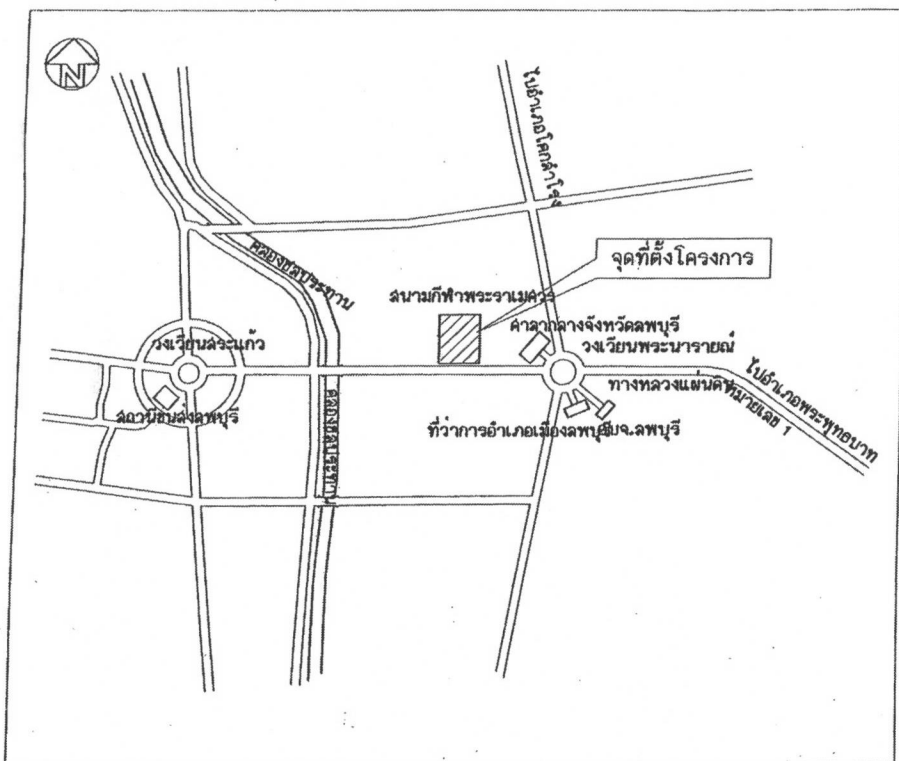 N
ไปอำเภอโคกสำโรง
จุดที่ตั้งโครงการ
คลองชลประทาน
สนามกีฬาพระราเมศวร
ศาลากลางจังหวัดลพบุรี
วงเวียนสระแก้ว
วงเวียนพระนารายณ์
ทางหลวงแผ่นดิน
หมายเลข 1
ไปอำเภอพระพุทธบาท
สถานีขนส่งลพบุรี
คลองชลประทาน
ที่ว่าการอำเภอเมืองลพบุรี
อบจ.ลพบุรี